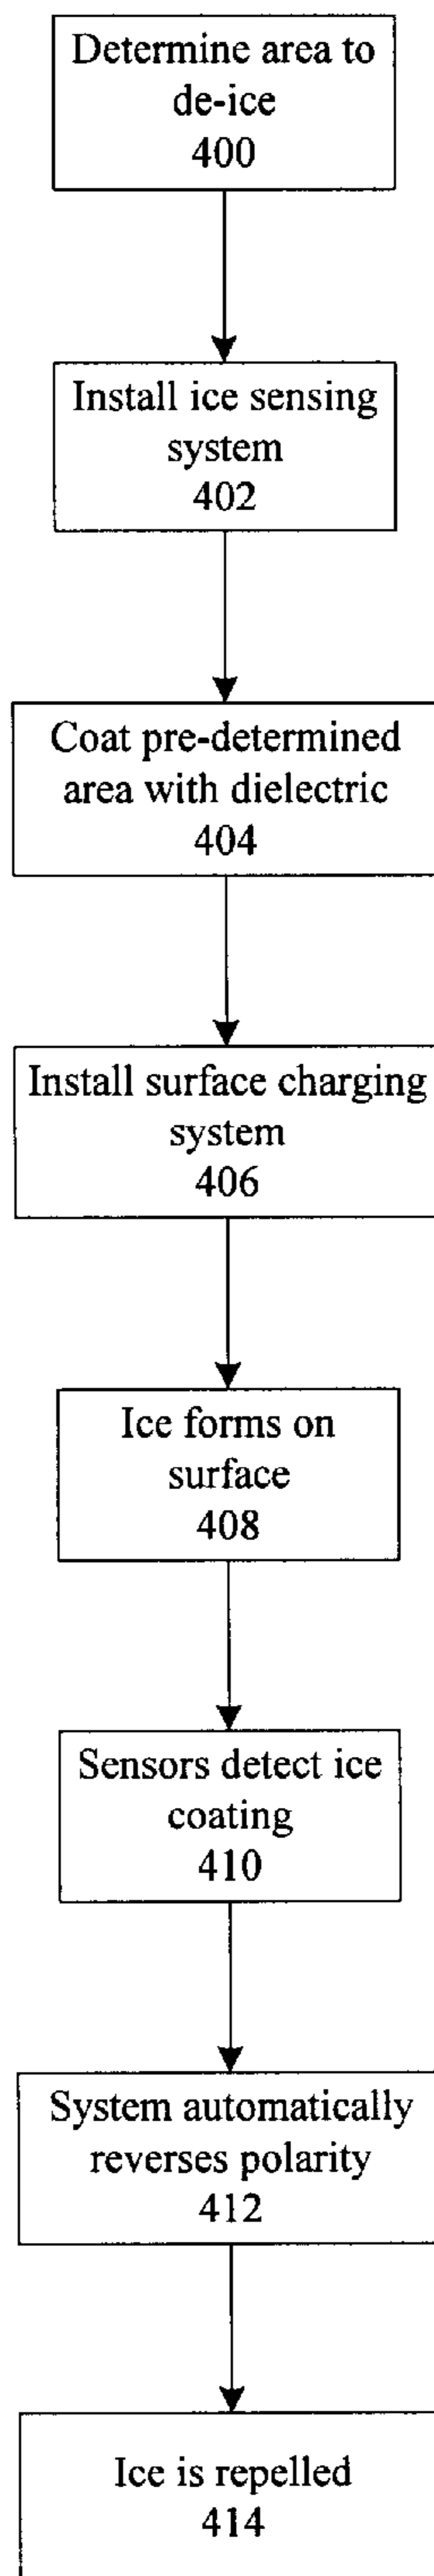 Determine area to
de-ice
400
Install ice sensing
system
402
Coat pre-determined
area with dielectric
404
Install surface charging
system
406
Ice forms on
surface
408
Sensors detect ice
coating
410
System automatically
reverses polarity
412
Ice is repelled
414